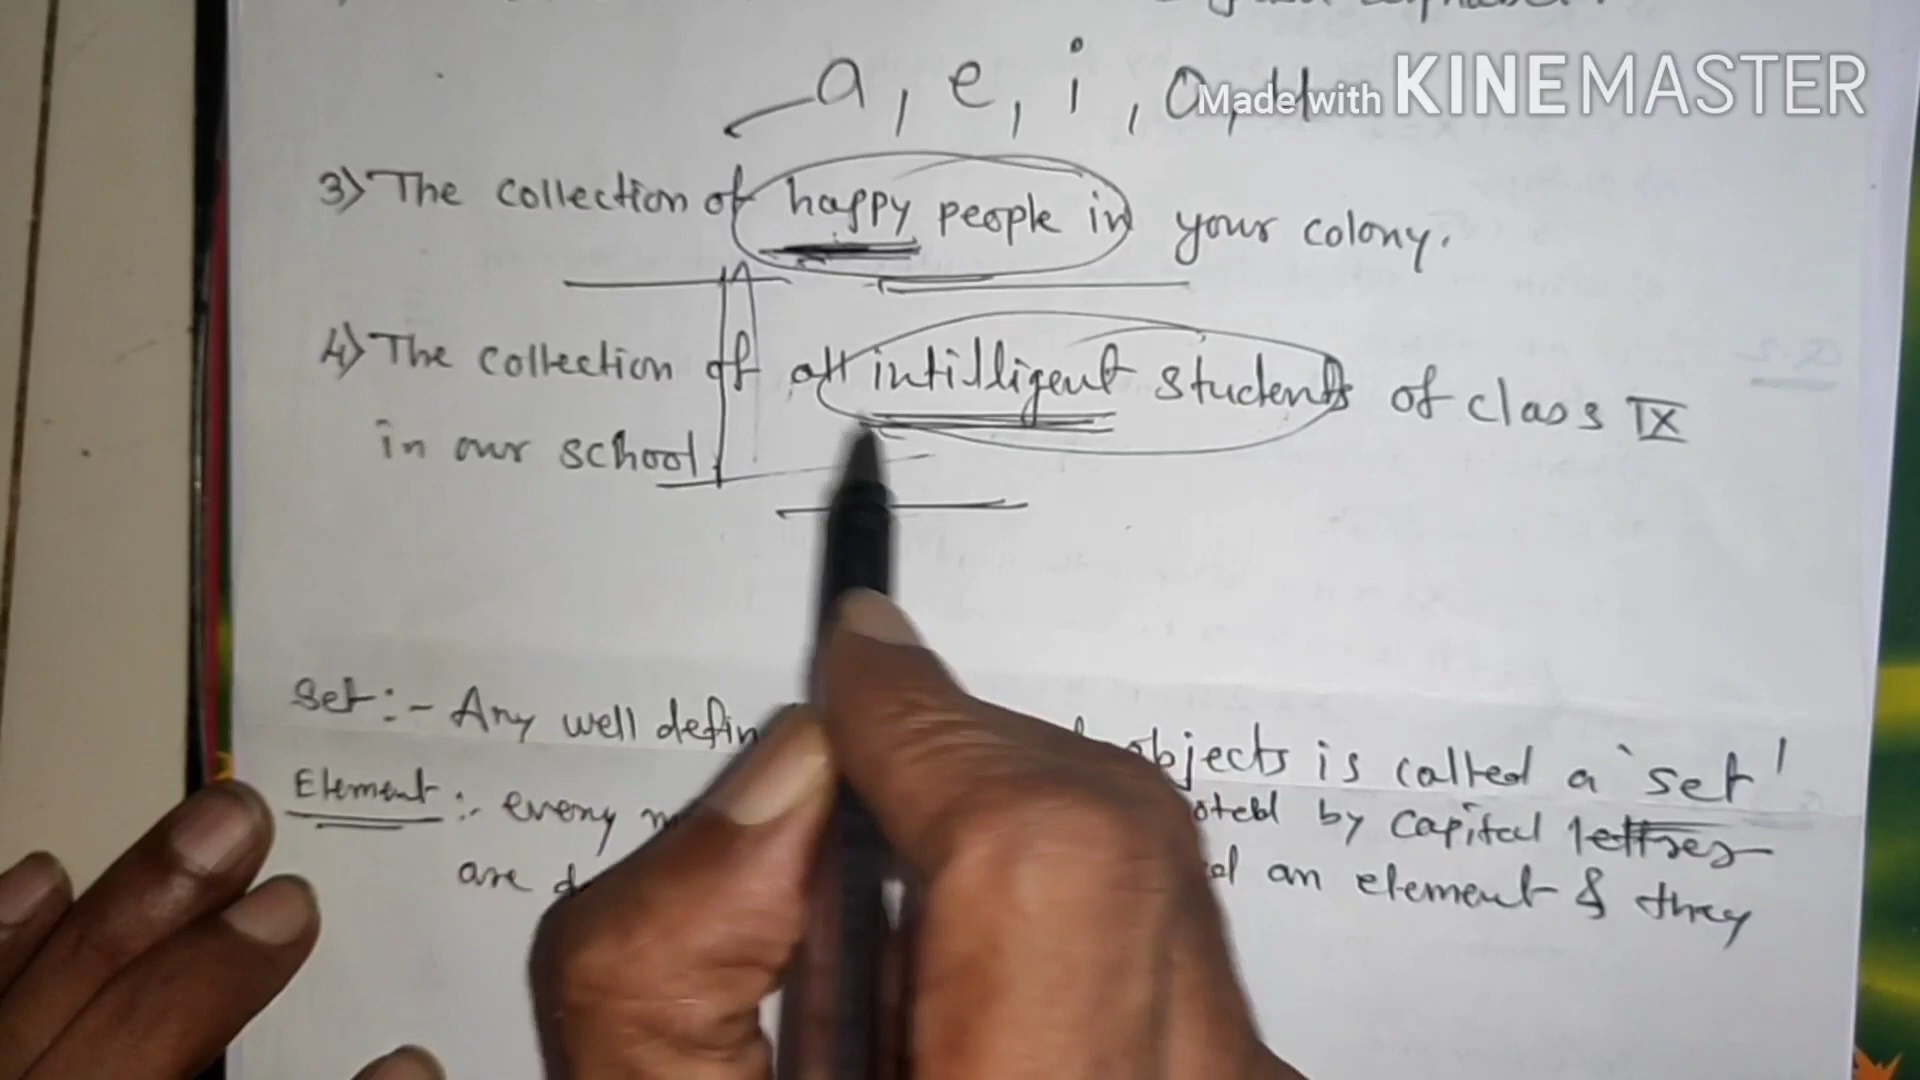 a, e, i, o, u
Made with KINEMASTER
3) The collection of happy people in your colony.
4) The collection of all intilligent students of class IX
in our school.
Set :- Any well defin objects is called a 'set'
Element :- every oted by capital lettres
are an element & they